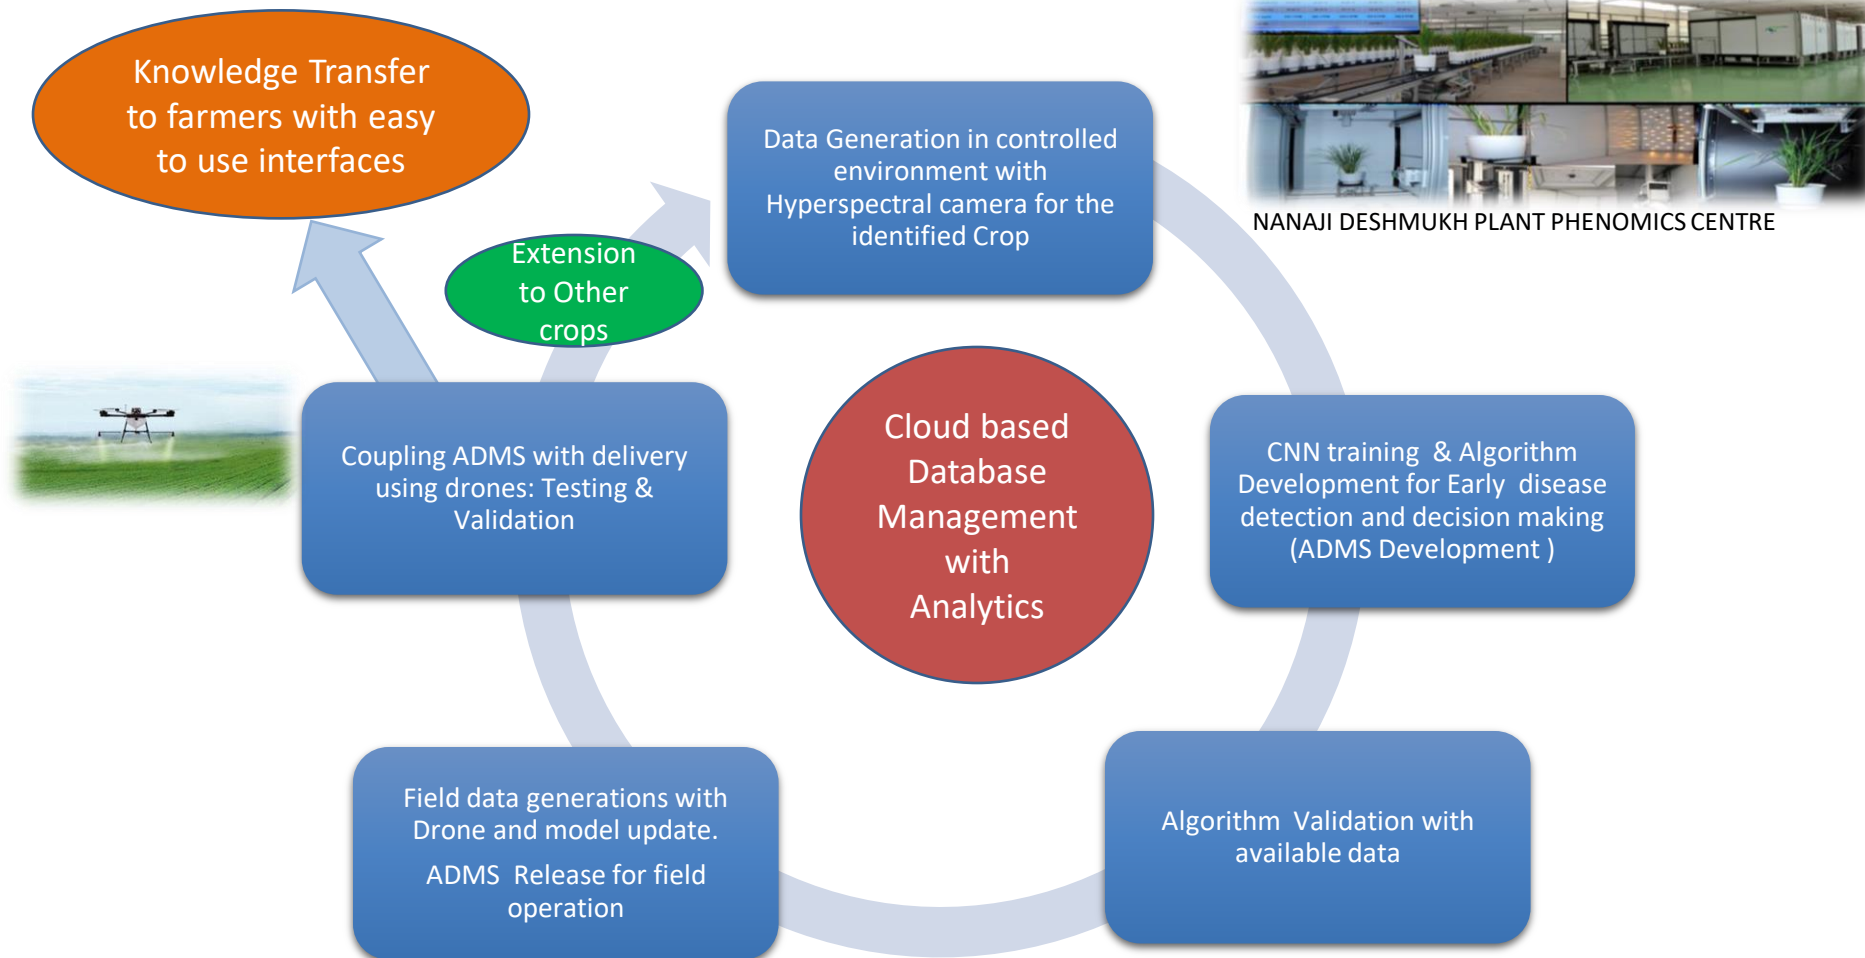 Knowledge Transfer
to farmers with easy
to use interfaces
Data Generation in controlled
environment with
Hyperspectral camera for the
identified Crop
NANAJI DESHMUKH PLANT PHENOMICS CENTRE
Extension
to Other
crops
Cloud based
Database
Management
with
Analytics
CNN training & Algorithm
Development for Early disease
detection and decision making
(ADMS Development )
Coupling ADMS with delivery
using drones: Testing &
Validation
Algorithm Validation with
available data
Field data generations with
Drone and model update.
ADMS Release for field
operation